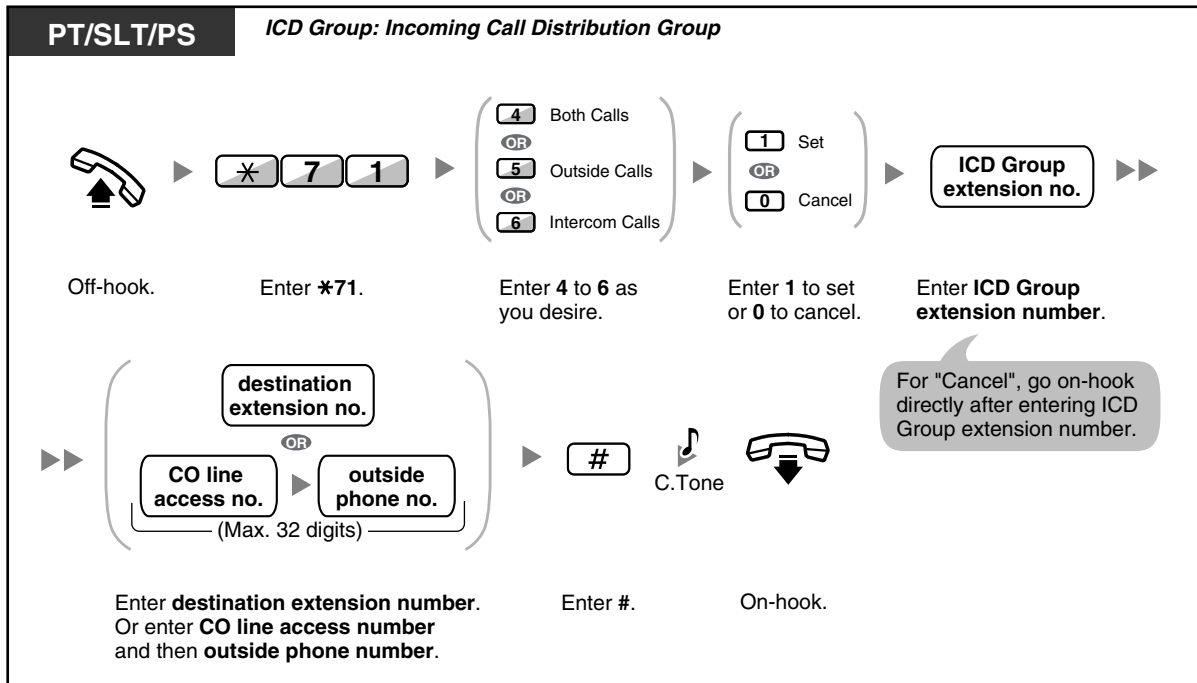 PT/SLT/PS
ICD Group: Incoming Call Distribution Group
4 Both Calls
OR
5 Outside Calls
OR
6 Intercom Calls
1 Set
OR
0 Cancel
7 1
ICD Group
extension no.
Off-hook.
Enter *71.
Enter 4 to 6 as
you desire.
Enter 1 to set
or 0 to cancel.
Enter ICD Group
extension number.
For "Cancel", go on-hook
directly after entering ICD
Group extension number.
destination
extension no.
OR
CO line
access no.
outside
phone no.
(Max. 32 digits)
#
C.Tone
Enter destination extension number.
Or enter CO line access number
and then outside phone number.
Enter #.
On-hook.